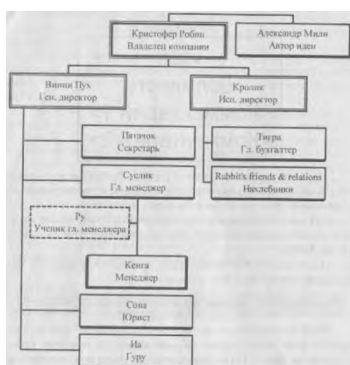 Кристофер Робин
Владелец компании
Александр Милн
Автор идеи
Винни Пух
Ген. директор
Кролик
Исп. директор
Пятачок
Секретарь
Тигра
Гл. бухгалтер
Суслик
Гл. менеджер
Rabbit's friends & relations
Нахлебники
Ру
Ученик гл. менеджера
Кенга
Менеджер
Сова
Юрист
Иа
Гуру